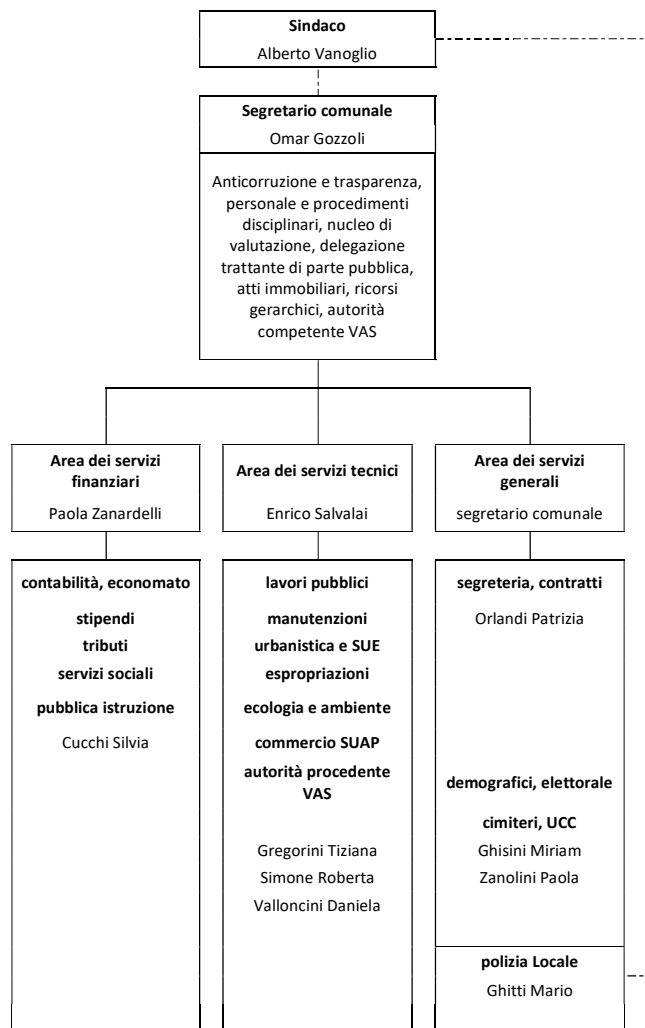 Sindaco
Alberto Vanoglio
Segretario comunale
Omar Gozzoli
Anticorruzione e trasparenza,
personale e procedimenti
disciplinari, nucleo di
valutazione, delegazione
trattante di parte pubblica,
atti immobiliari, ricorsi
gerarchici, autorità
competente VAS
Area dei servizi
finanziari
Paola Zanardelli
Area dei servizi tecnici
Enrico Salvalai
Area dei servizi
generali
segretario comunale
contabilità, economato
stipendi
tributi
servizi sociali
pubblica istruzione
Cucchi Silvia
lavori pubblici
manutenzioni
urbanistica e SUE
espropriazioni
ecologia e ambiente
commercio SUAP
autorità procedente
VAS
Gregorini Tiziana
Simone Roberta
Valloncini Daniela
segreteria, contratti
Orlandi Patrizia
demografici, elettorale
cimiteri, UCC
Ghisini Miriam
Zanolini Paola
polizia Locale
Ghitti Mario